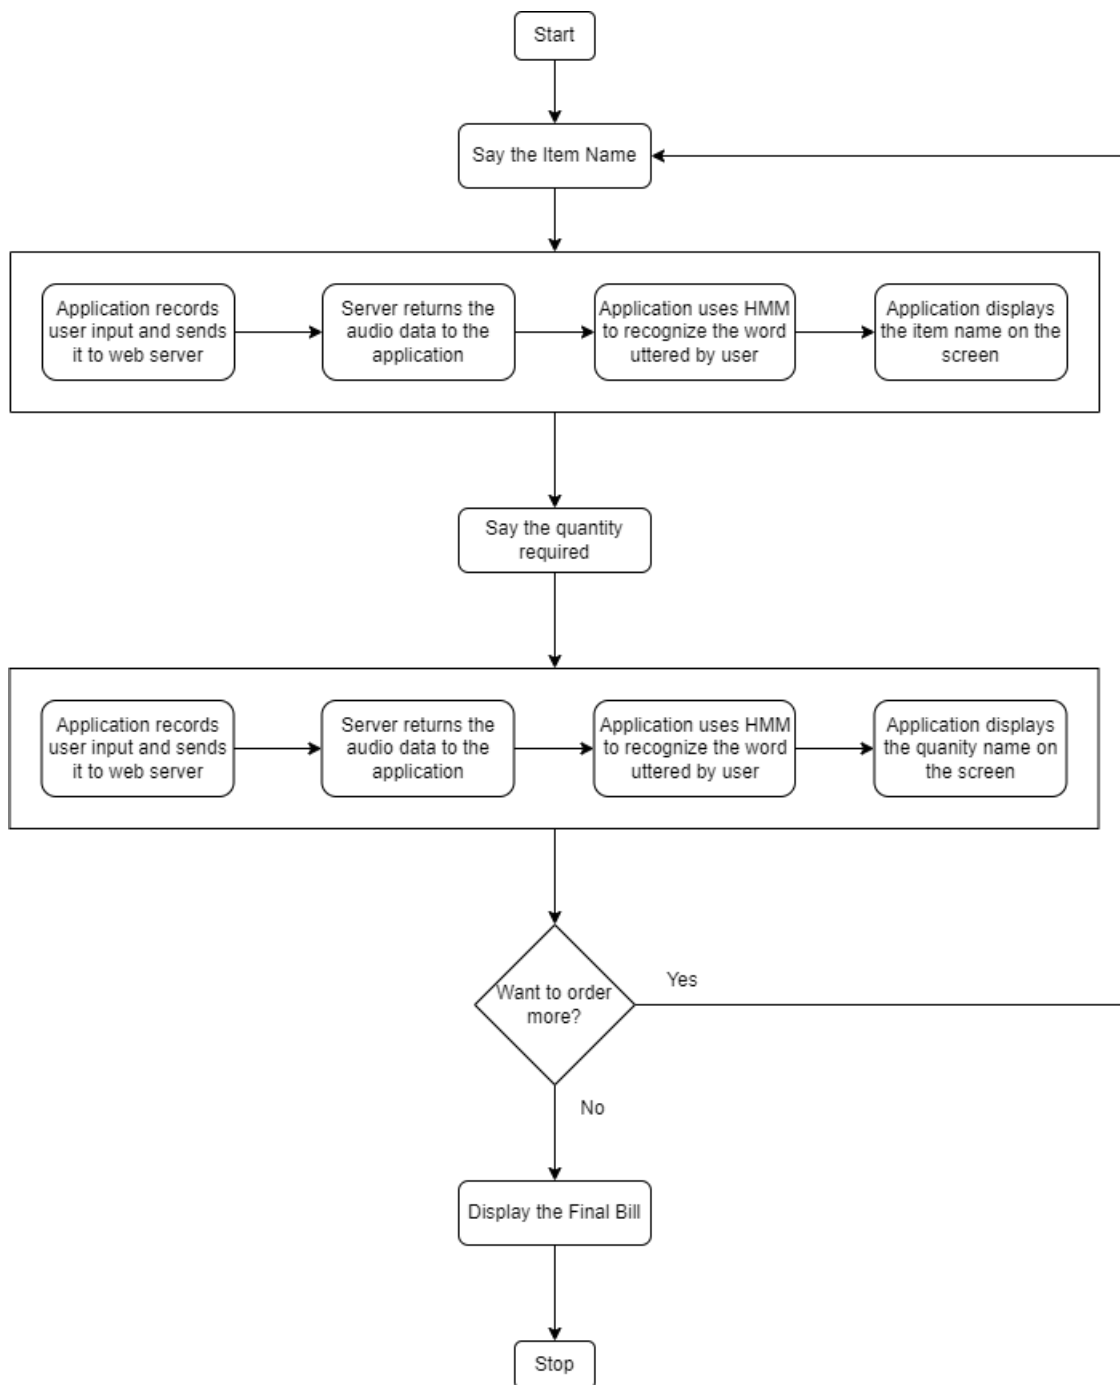 Start
Say the Item Name
Application records
user input and sends
it to web server
Server returns the
audio data to the
application
Application uses HMM
to recognize the word
uttered by user
Application displays
the item name on the
screen
Say the quantity
required
Application records
user input and sends
it to web server
Server returns the
audio data to the
application
Application uses HMM
to recognize the word
uttered by user
Application displays
the quanity name on
the screen
Want to order
more?
Yes
No
Display the Final Bill
Stop